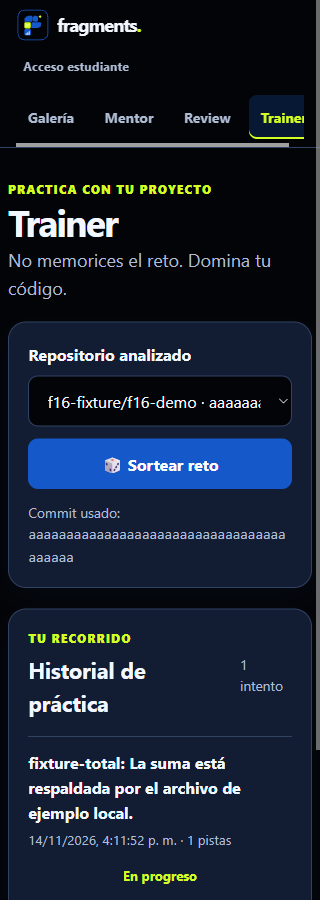 fragments.
Acceso estudiante
Galería Mentor Review Trainer
PRACTICA CON TU PROYECTO
Trainer
No memorices el reto. Domina tu
código.
Repositorio analizado
f16-fixture/f16-demo · aaaaaaa
Sortear reto
Commit usado:
aaaaaaaaaaaaaaaaaaaaaaaaaaaaaaaaaa
aaaaaa
TU RECORRIDO
Historial de
práctica
1
intento
fixture-total: La suma está
respaldada por el archivo de
ejemplo local.
14/11/2026, 4:11:52 p. m. · 1 pistas
En progreso